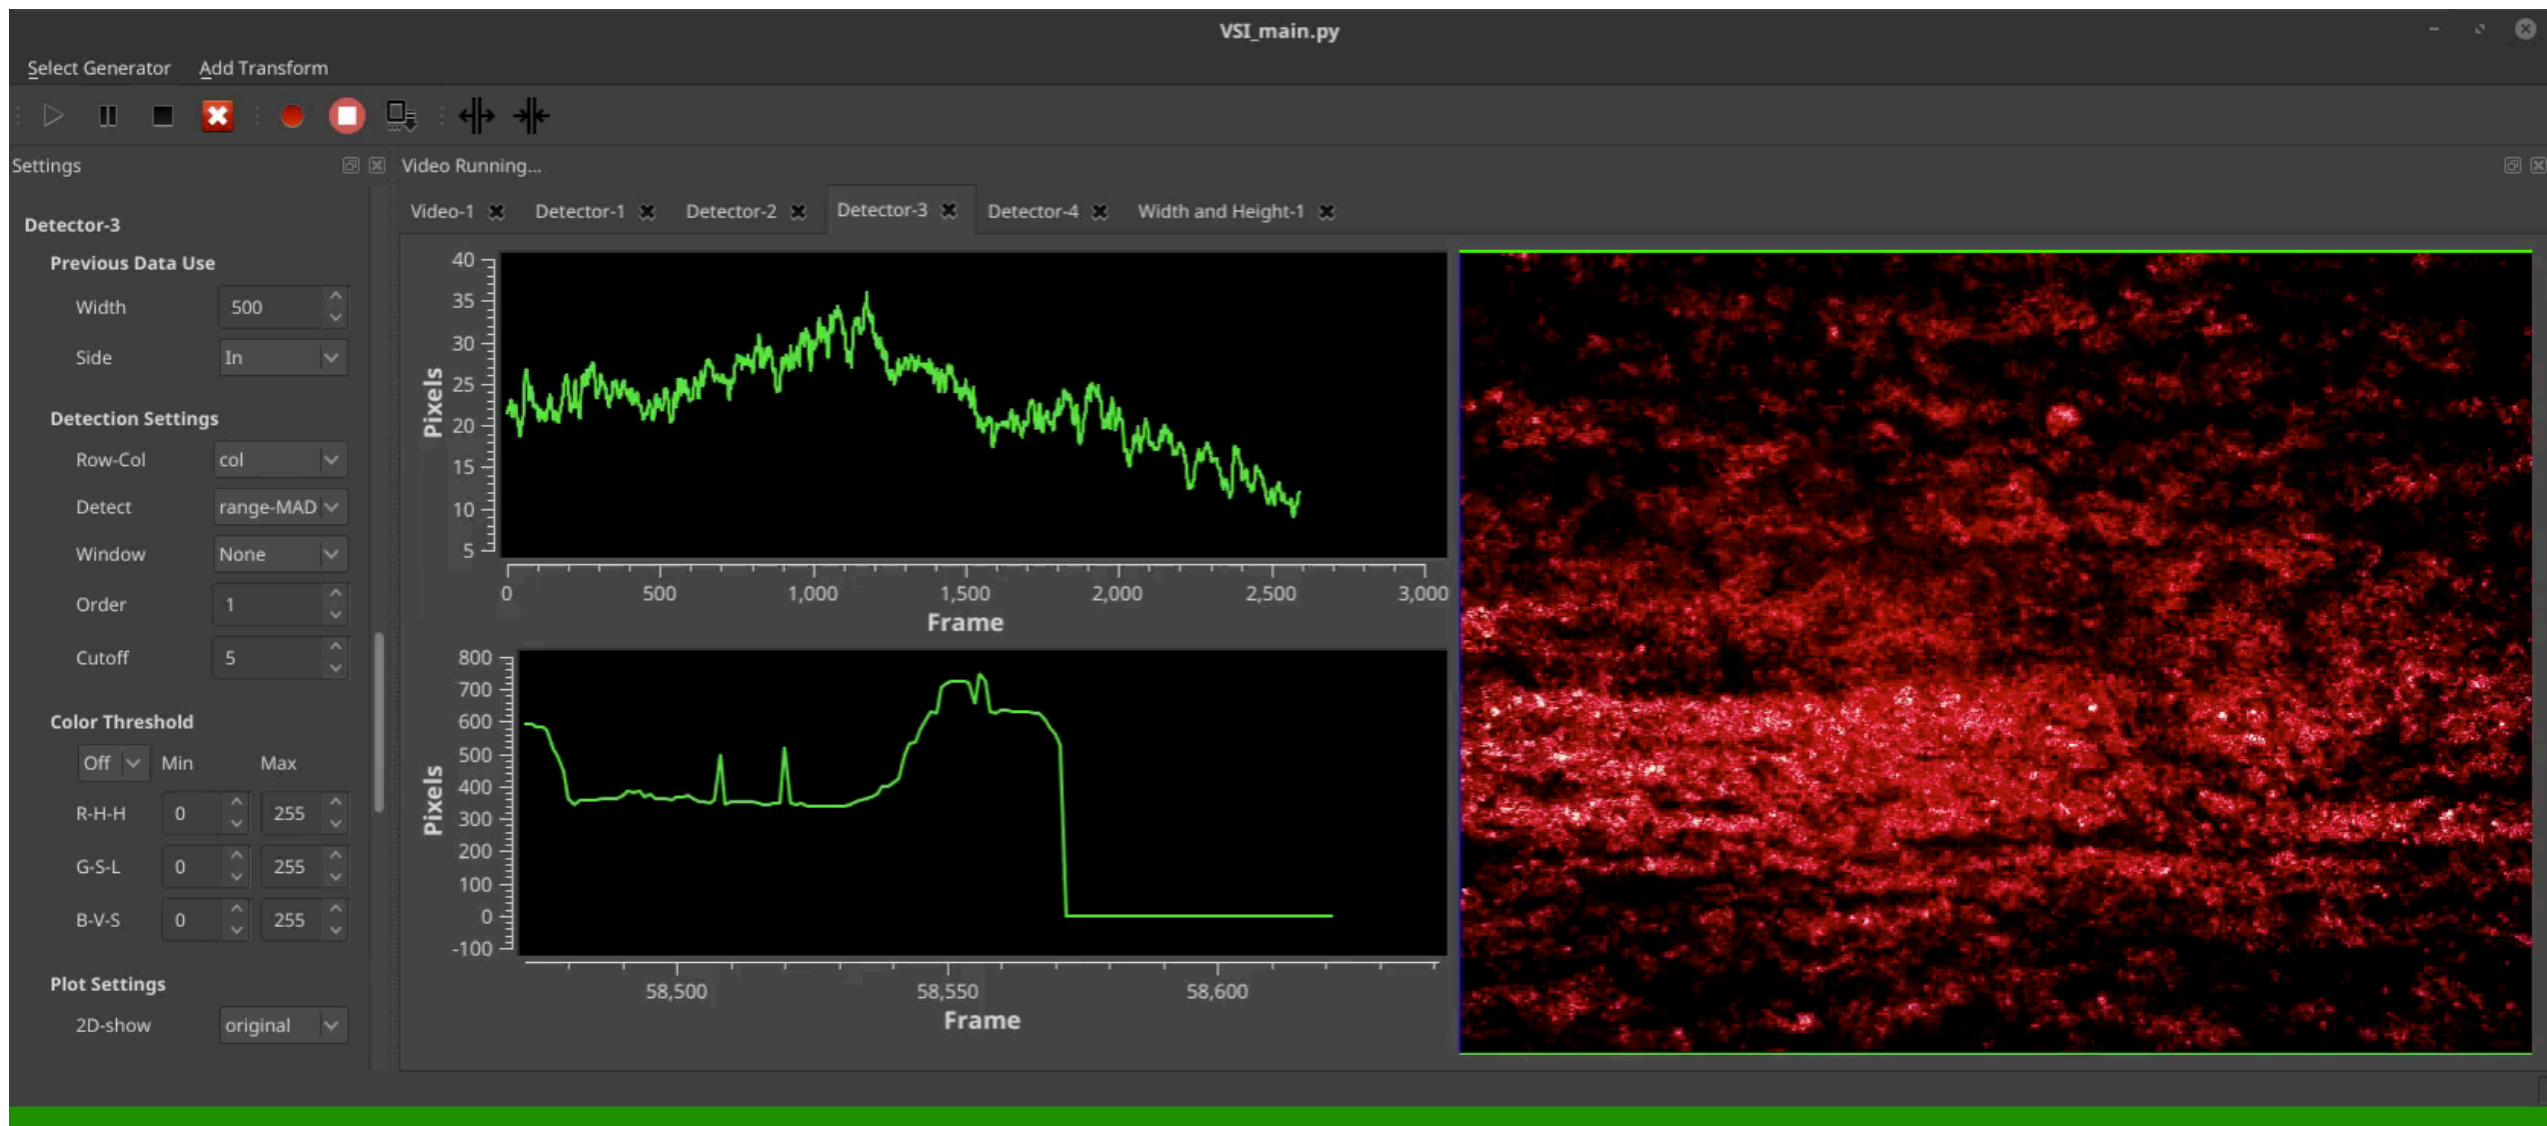 VSI_main.py
Select Generator Add Transform
Settings
Video Running...
Video-1 Detector-1 Detector-2 Detector-3 Detector-4 Width and Height-1
Detector-3
Previous Data Use
Width 500
Side In
Detection Settings
Row-Col col
Detect range-MAD
Window None
Order 1
Cutoff 5
Color Threshold
Off Min Max
R-H-H 0 255
G-S-L 0 255
B-V-S 0 255
Plot Settings
2D-show original
40
35
30
25
20
15
10
5
Pixels
0 500 1,000 1,500 2,000 2,500 3,000
Frame
800
700
600
500
400
300
200
100
0
-100
Pixels
58,500 58,550 58,600
Frame